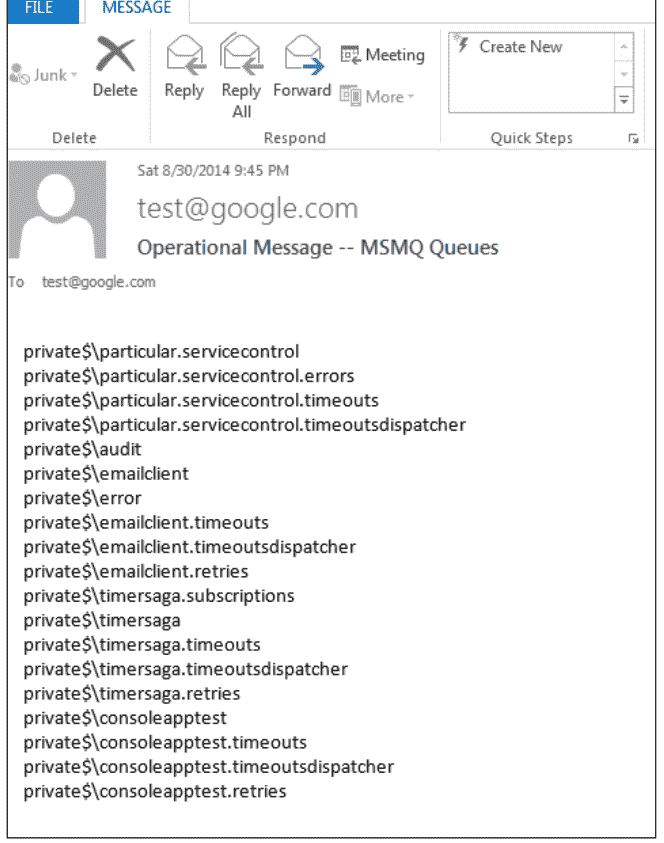 FILE MESSAGE
Junk
Delete
Reply
Reply All
Forward
Meeting
More
Create New
Delete
Respond
Quick Steps
Sat 8/30/2014 9:45 PM
test@google.com
Operational Message -- MSMQ Queues
To test@google.com
private$\particular.servicecontrol
private$\particular.servicecontrol.errors
private$\particular.servicecontrol.timeouts
private$\particular.servicecontrol.timeoutsdispatcher
private$\audit
private$\emailclient
private$\error
private$\emailclient.timeouts
private$\emailclient.timeoutsdispatcher
private$\emailclient.retries
private$\timersaga.subscriptions
private$\timersaga
private$\timersaga.timeouts
private$\timersaga.timeoutsdispatcher
private$\timersaga.retries
private$\consoleapptest
private$\consoleapptest.timeouts
private$\consoleapptest.timeoutsdispatcher
private$\consoleapptest.retries